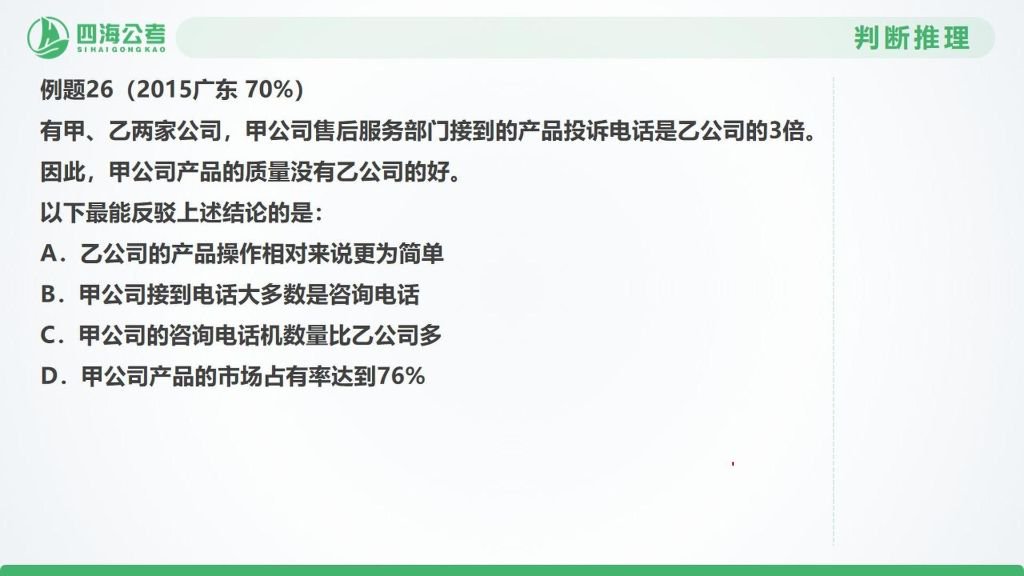 四海公考
SIHAIGONGKAO
判断推理
例题26（2015广东 70%）
有甲、乙两家公司，甲公司售后服务部门接到的产品投诉电话是乙公司的3倍。
因此，甲公司产品的质量没有乙公司的好。
以下最能反驳上述结论的是：
A．乙公司的产品操作相对来说更为简单
B．甲公司接到电话大多数是咨询电话
C．甲公司的咨询电话机数量比乙公司多
D．甲公司产品的市场占有率达到76%